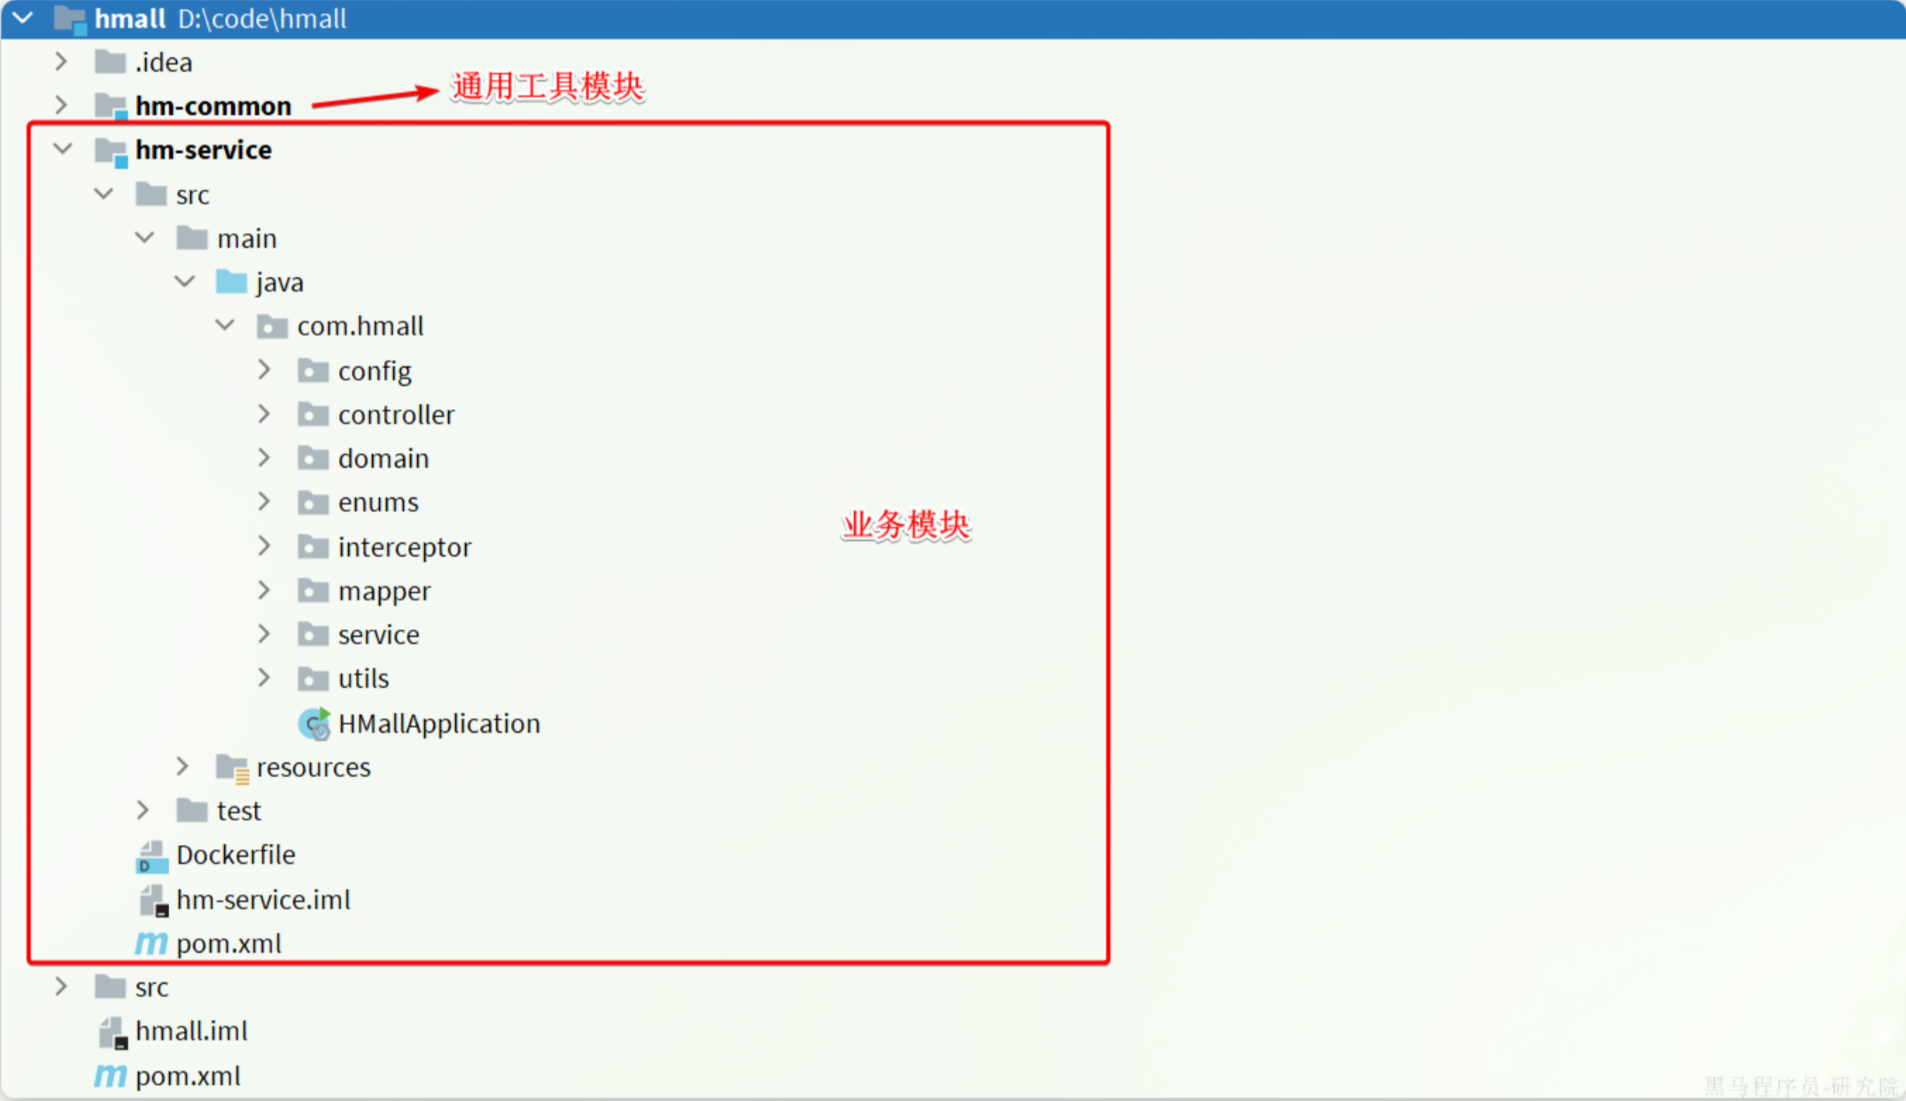 hmall D:\code\hmall
.idea
hm-common
通用工具模块
hm-service
src
main
java
com.hmall
config
controller
domain
enums
业务模块
interceptor
mapper
service
utils
HMallApplication
resources
test
Dockerfile
hm-service.iml
pom.xml
src
hmall.iml
pom.xml
黑马程序员-研究院